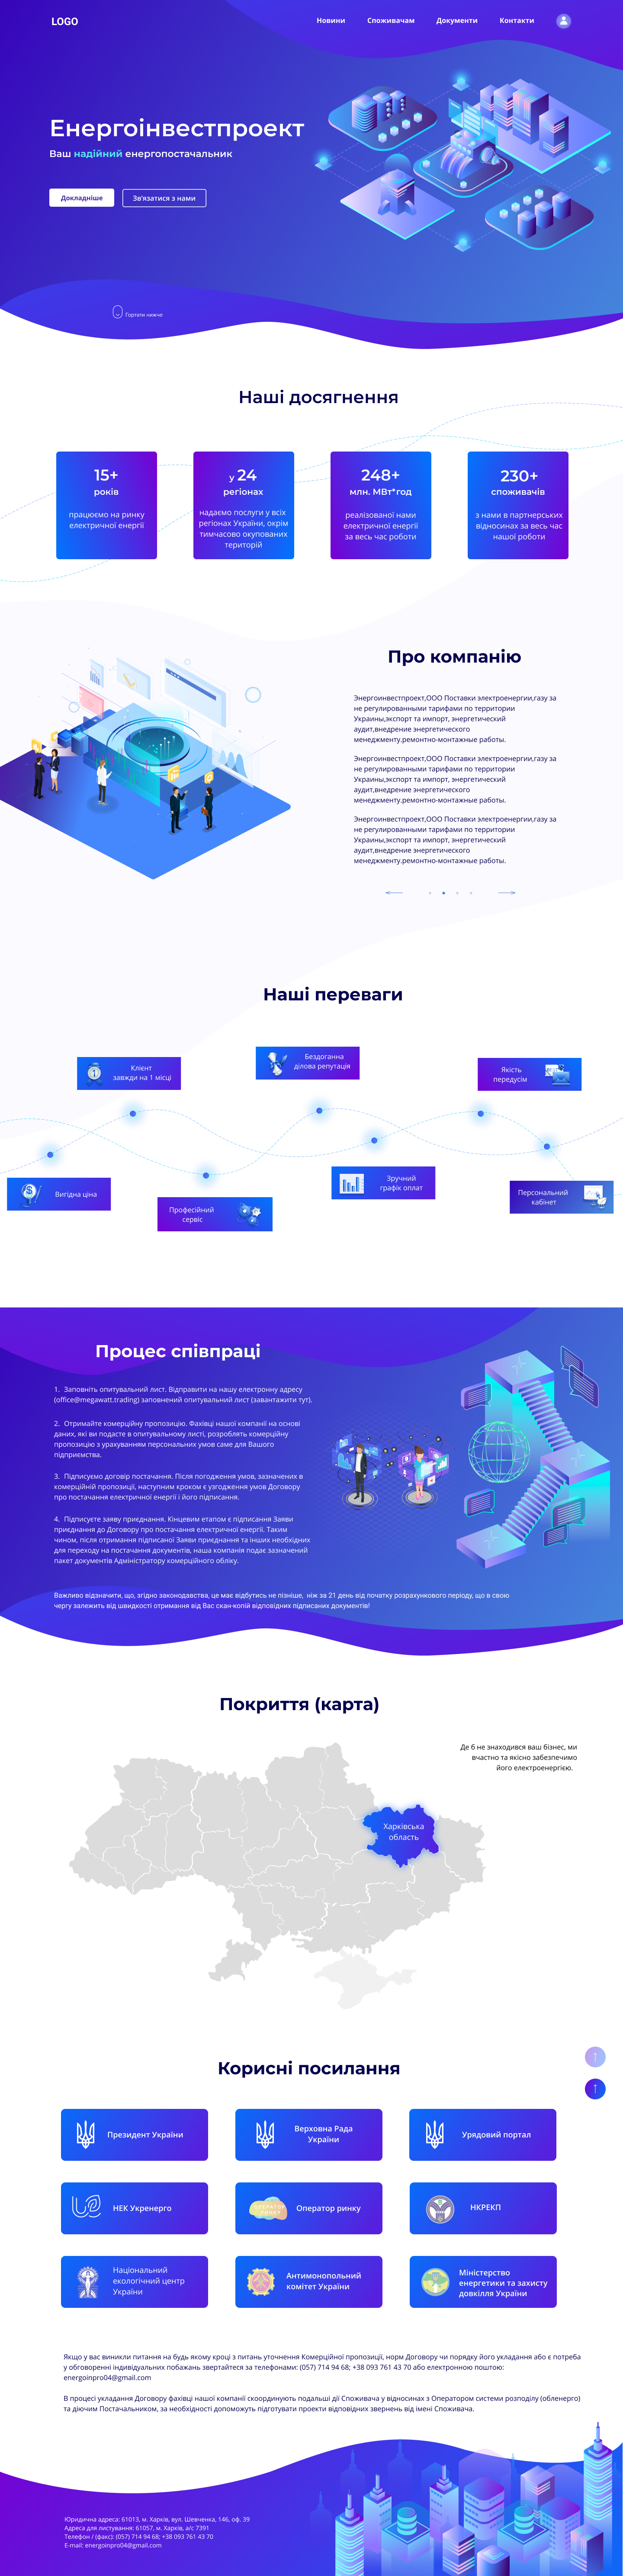 LOGO
Новини
Споживачам
Документи
Контакти
Енергоінвестпроект
Ваш надійний енергопостачальник
Докладніше
Зв'язатися з нами
Гортати нижче
Наші досягнення
15+
років
працюємо на ринку
електричної енергії
у 24
регіонах
надаємо послуги у всіх
регіонах України, окрім
тимчасово окупованих
територій
248+
млн. МВт*год
реалізованої нами
електричної енергії
за весь час роботи
230+
споживачів
з нами в партнерських
відносинах за весь час
нашої роботи
Про компанію
Энергоинвестпроект,ООО Поставки электроенергии,газу за
не регулированными тарифами по территории
Украины,экспорт та импорт, энергетический
аудит,внедрение энергетического
менеджменту.ремонтно-монтажные работы.
Энергоинвестпроект,ООО Поставки электроенергии,газу за
не регулированными тарифами по территории
Украины,экспорт та импорт, энергетический
аудит,внедрение энергетического
менеджменту.ремонтно-монтажные работы.
Энергоинвестпроект,ООО Поставки электроенергии,газу за
не регулированными тарифами по территории
Украины,экспорт та импорт, энергетический
аудит,внедрение энергетического
менеджменту.ремонтно-монтажные работы.
Наші переваги
Клієнт
завжди на 1 місці
Бездоганна
ділова репутація
Якість
передусім
Вигідна ціна
Професійний
сервіс
Зручний
графік оплат
Персональний
кабінет
Процес співпраці
1. Заповніть опитувальний лист. Відправити на нашу електронну адресу
(office@megawatt.trading) заповнений опитувальний лист (завантажити тут).
2. Отримайте комерційну пропозицію. Фахівці нашої компанії на основі
даних, які ви подасте в опитувальному листі, розроблять комерційну
пропозицію з урахуванням персональних умов саме для Вашого
підприємства.
3. Підписуємо договір постачання. Після погодження умов, зазначених в
комерційній пропозиції, наступним кроком є узгодження умов Договору
про постачання електричної енергії і його підписання.
4. Підписуєте заяву приєднання. Кінцевим етапом є підписання Заяви
приєднання до Договору про постачання електричної енергії. Таким
чином, після отримання підписаної Заяви приєднання та інших необхідних
для переходу на постачання документів, наша компанія подає зазначений
пакет документів Адміністратору комерційного обліку.
Важливо відзначити, що, згідно законодавства, це має відбутись не пізніше, ніж за 21 день від початку розрахункового періоду, що в свою
чергу залежить від швидкості отримання від Вас скан-копій відповідних підписаних документів!
Покриття (карта)
Де б не знаходився ваш бізнес, ми
вчастно та якісно забезпечимо
його електроенергією.
Харківська
область
Корисні посилання
Президент України
Верховна Рада
України
Урядовий портал
НЕК Укренерго
ОПЕРАТОР
РИНКУ
Оператор ринку
НКРЕКП
Національний
екологічний центр
України
Антимонопольний
комітет України
Міністерство
енергетики та захисту
довкілля України
Якщо у вас виникли питання на будь якому кроці з питань уточнення Комерційної пропозиції, норм Договору чи порядку його укладання або є потреба
у обговоренні індивідуальних побажань звертайтеся за телефонами: (057) 714 94 68; +38 093 761 43 70 або електронною поштою:
energoinpro04@gmail.com
В процесі укладання Договору фахівці нашої компанії скоординують подальші дії Споживача у відносинах з Оператором системи розподілу (обленерго)
та діючим Постачальником, за необхідності допоможуть підготувати проекти відповідних звернень від імені Споживача.
Юридична адреса: 61013, м. Харків, вул. Шевченка, 146, оф. 39
Адреса для листування: 61057, м. Харків, а/с 7391
Телефон / (факс): (057) 714 94 68; +38 093 761 43 70
E-mail: energoinpro04@gmail.com